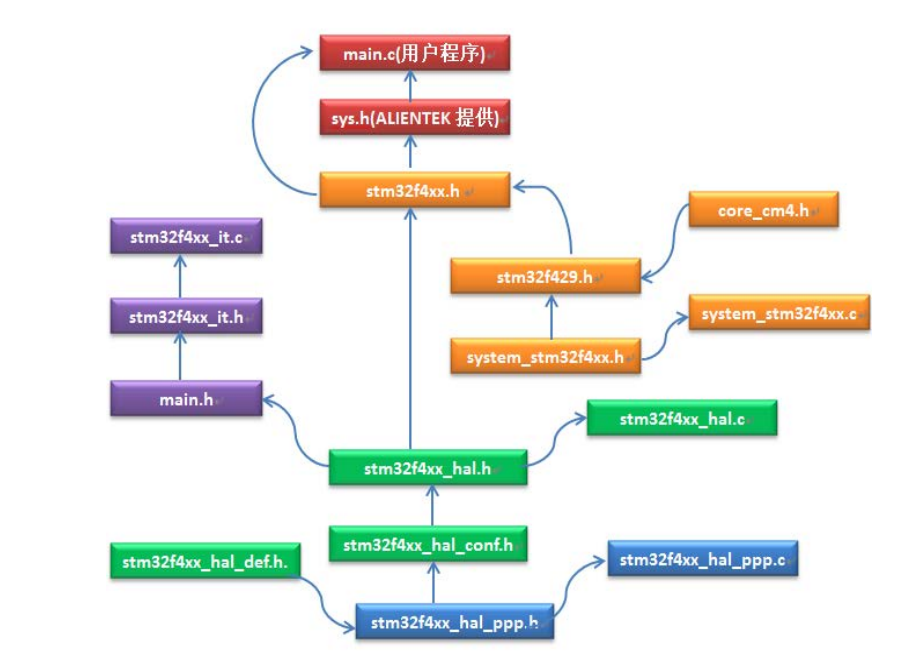 main.c(用户程序)
sys.h(ALIENTEK 提供)
stm32f4xx.h
core_cm4.h
stm32f4xx_it.c
stm32f429.h
stm32f4xx_it.h
system_stm32f4xx.c
system_stm32f4xx.h
main.h
stm32f4xx_hal.c
stm32f4xx_hal.h
stm32f4xx_hal_conf.h
stm32f4xx_hal_def.h.
stm32f4xx_hal_ppp.c
stm32f4xx_hal_ppp.h